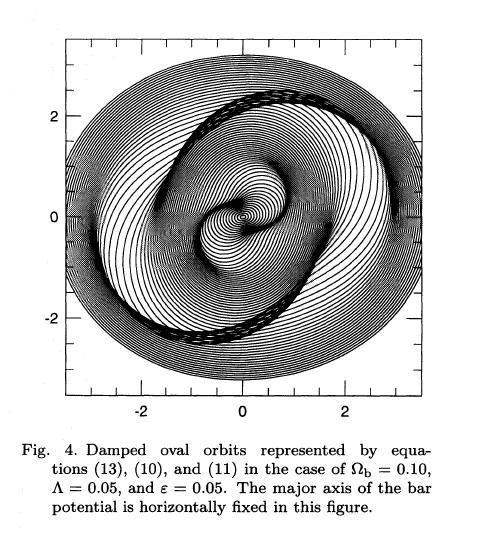 2
0
-2
-2 0 2
Fig. 4. Damped oval orbits represented by equa-
tions (13), (10), and (11) in the case of Ωb = 0.10,
Λ = 0.05, and ε = 0.05. The major axis of the bar
potential is horizontally fixed in this figure.